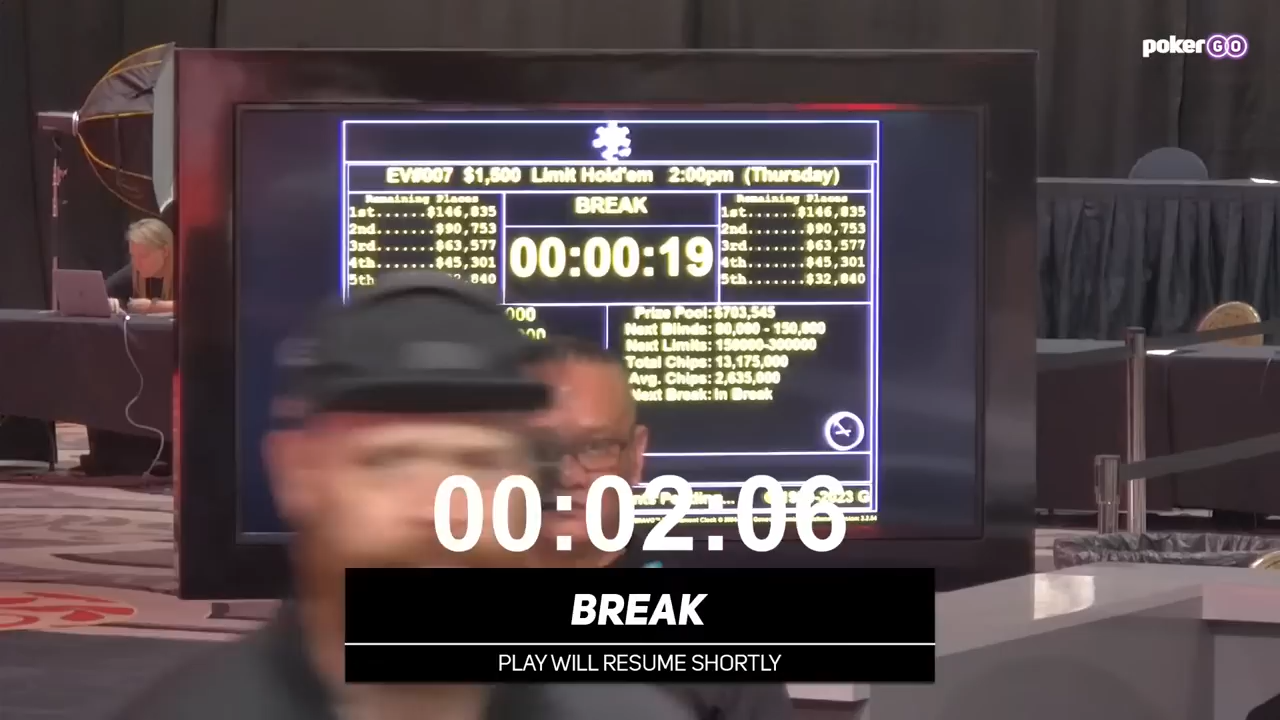 pokerGO
EV#007 $1,500 Limit Hold'em 2:00pm (Thursday)
Remaining Places
1st......$146,835
2nd.......$90,753
3rd.......$63,577
4th.......$45,301
5th
840
BREAK
00:00:19
Remaining Places
1st......$146,835
2nd.......$90,753
3rd.......$63,577
4th.......$45,301
5th.......$32,840
000
00
Prize Pool: $703,545
Next Blinds: 80,000 - 150,000
Next Limits: 150000-300000
Total Chips: 13,175,000
Avg. Chips: 2,635,000
Next Break: In Break
00:02:06
BREAK
PLAY WILL RESUME SHORTLY